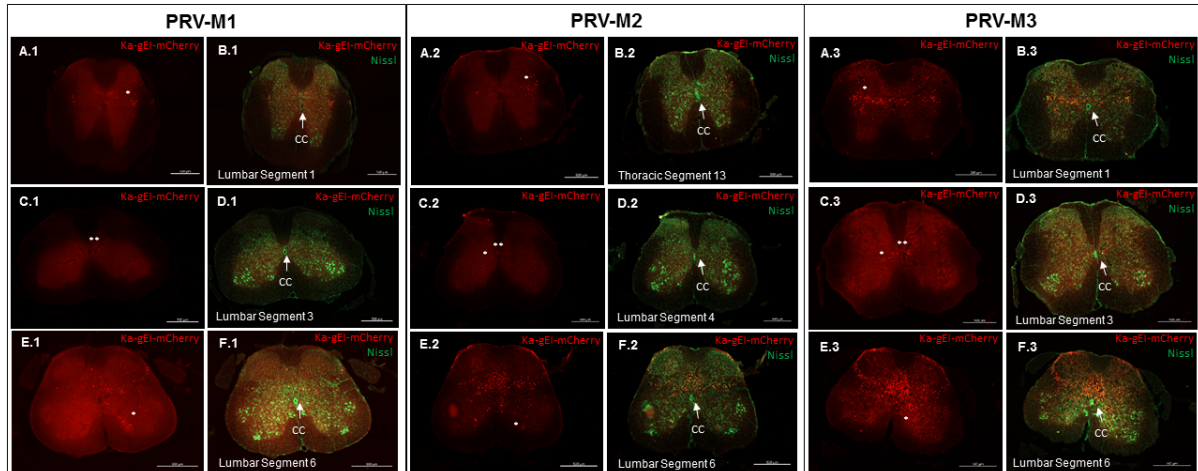 PRV-M1
PRV-M2
PRV-M3
A.1
Ka-gEI-mCherry
B.1
Ka-gEI-mCherry
Nissl
CC
Lumbar Segment 1
A.2
Ka-gEI-mCherry
B.2
Ka-gEI-mCherry
Nissl
CC
Thoracic Segment 13
A.3
Ka-gEI-mCherry
B.3
Ka-gEI-mCherry
Nissl
CC
Lumbar Segment 1
C.1
Ka-gEI-mCherry
D.1
Ka-gEI-mCherry
Nissl
CC
Lumbar Segment 3
C.2
Ka-gEI-mCherry
D.2
Ka-gEI-mCherry
Nissl
CC
Lumbar Segment 4
C.3
Ka-gEI-mCherry
D.3
Ka-gEI-mCherry
Nissl
CC
Lumbar Segment 3
E.1
Ka-gEI-mCherry
F.1
Ka-gEI-mCherry
Nissl
CC
Lumbar Segment 6
E.2
Ka-gEI-mCherry
F.2
Ka-gEI-mCherry
Nissl
CC
Lumbar Segment 6
E.3
Ka-gEI-mCherry
F.3
Ka-gEI-mCherry
Nissl
CC
Lumbar Segment 6